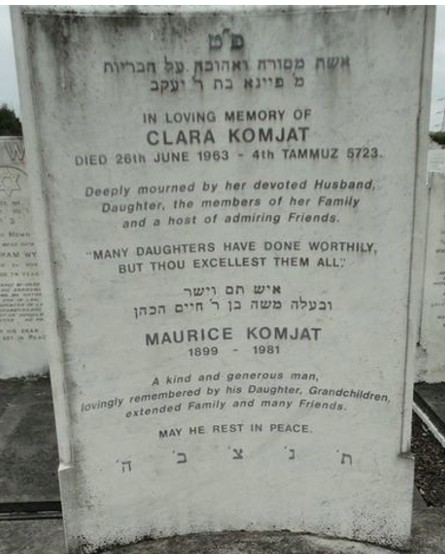 פ״ט
אשת מסורה ואהובה על הבריות
מ׳ פיינא בת ר׳ יעקב
IN LOVING MEMORY OF
CLARA KOMJAT
DIED 26th JUNE 1963 - 4th TAMMUZ 5723.
Deeply mourned by her devoted Husband,
Daughter, the members of her Family
and a host of admiring Friends.
"MANY DAUGHTERS HAVE DONE WORTHILY,
BUT THOU EXCELLEST THEM ALL".
איש תם וישר
ובעלה משה בן ר׳ חיים הכהן
MAURICE KOMJAT
1899 - 1981
A kind and generous man,
lovingly remembered by his Daughter, Grandchildren,
extended Family and many Friends.
MAY HE REST IN PEACE.
ת׳ נ׳ צ׳ ב׳ ה׳